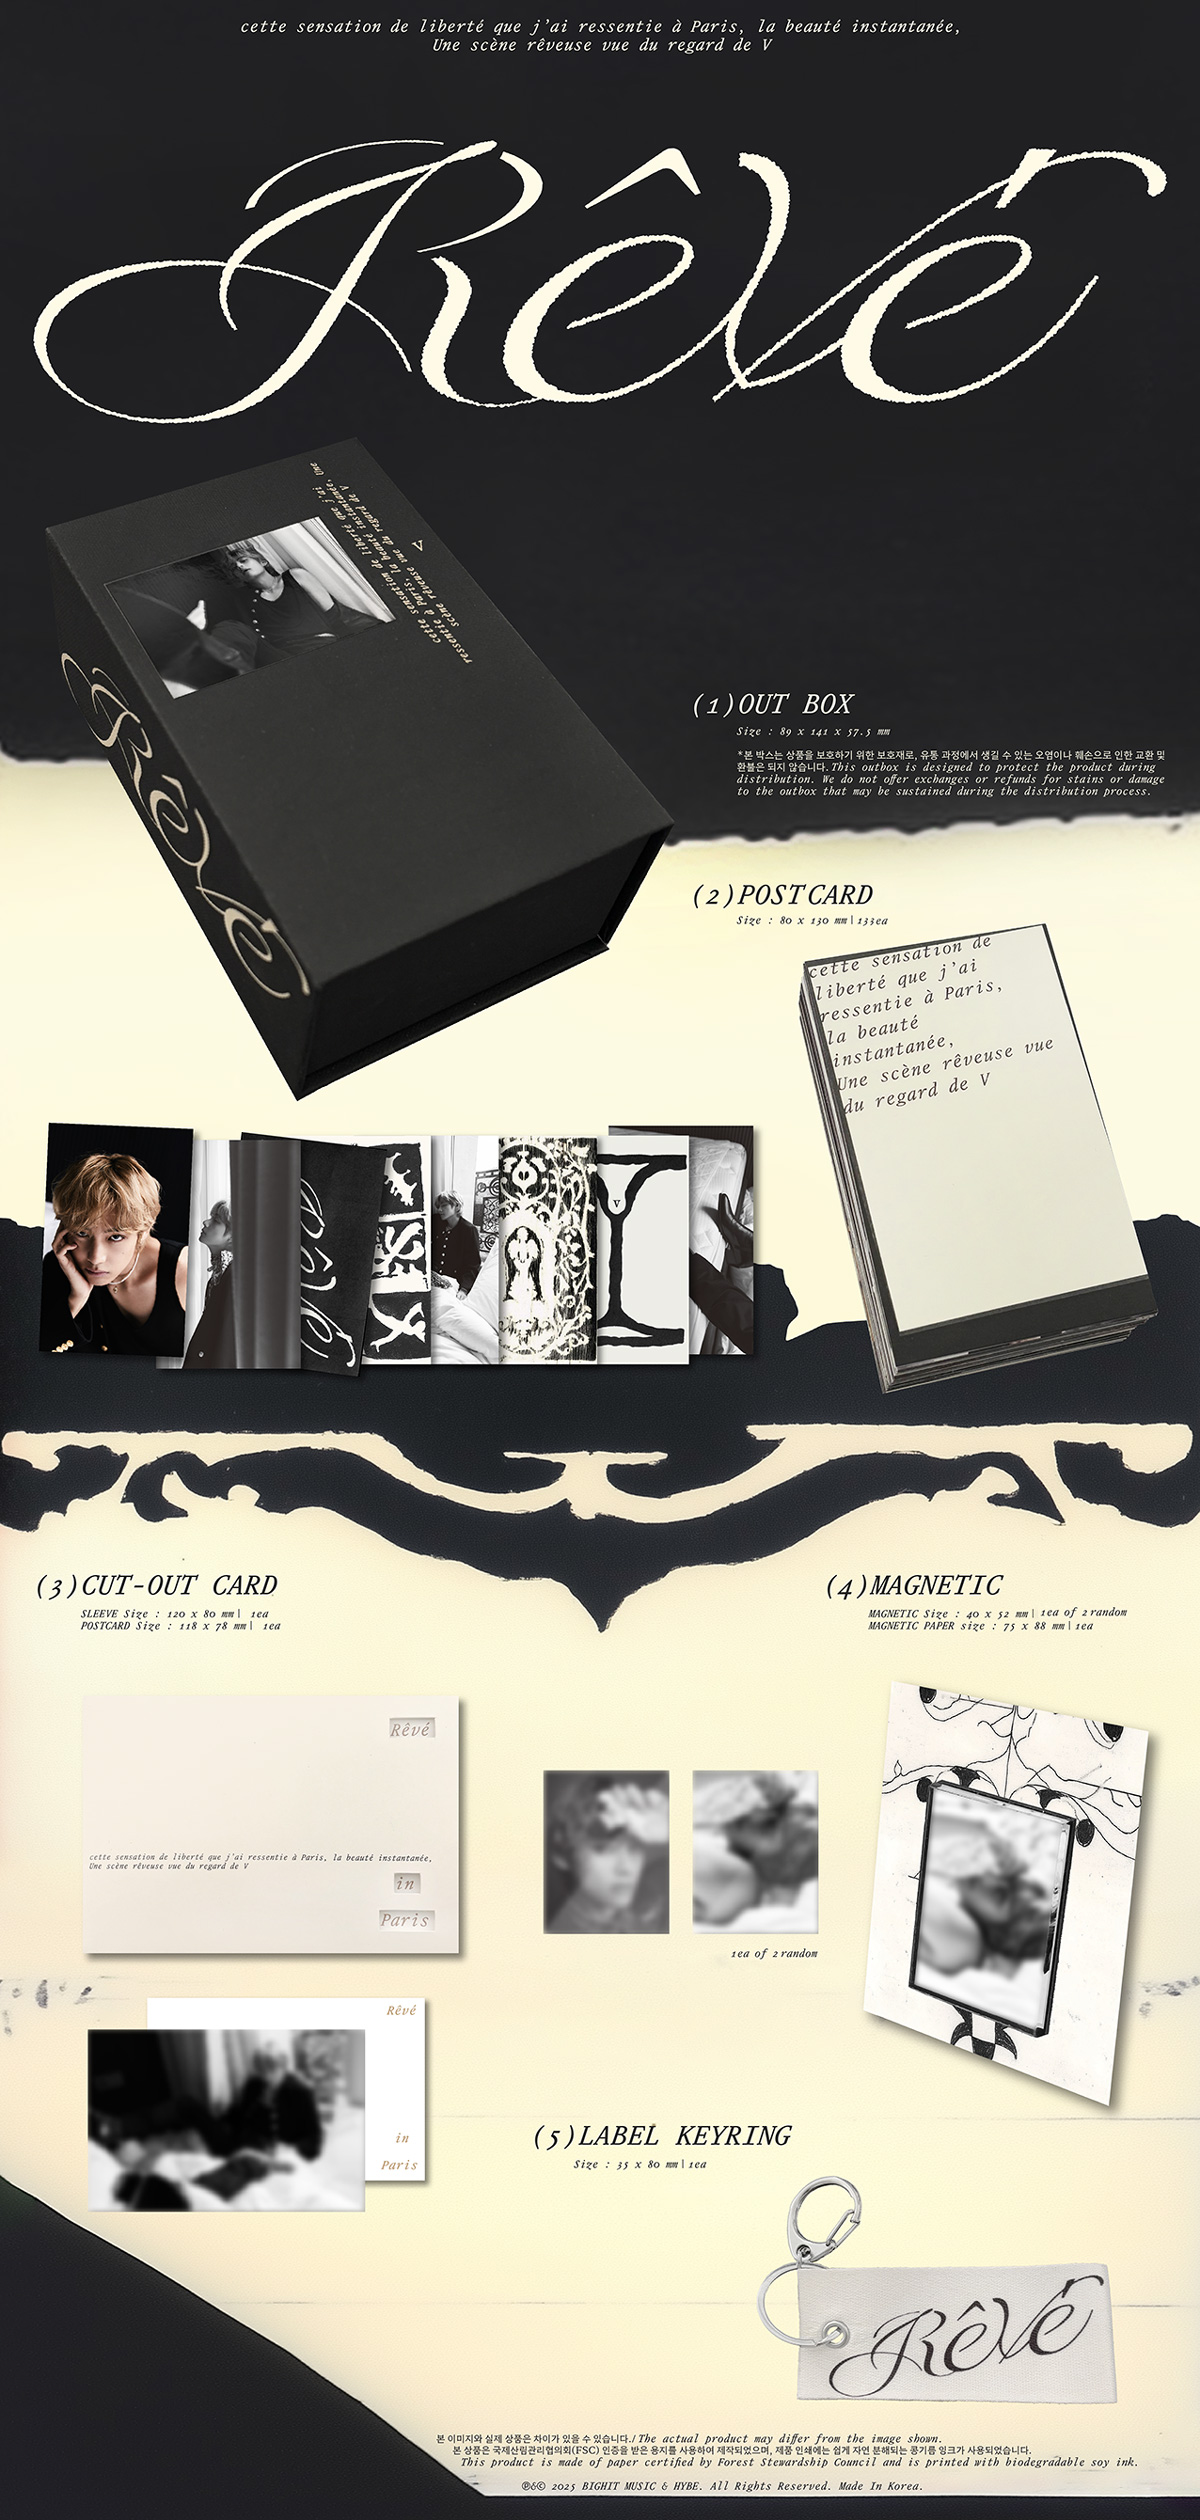 cette sensation de liberté que j'ai ressentie à Paris, la beauté instantanée,
Une scène rêveuse vue du regard de V
Rêvé
cette sensation de liberté que j'ai
ressentie à Paris, la beauté instantanée, Une
scène rêveuse vue du regard de V
V
Rêvé
(1)OUT BOX
Size : 89 x 141 x 57.5 mm
*본 박스는 상품을 보호하기 위한 보호재로, 유통 과정에서 생길 수 있는 오염이나 훼손으로 인한 교환 및
환불은 되지 않습니다. This outbox is designed to protect the product during
distribution. We do not offer exchanges or refunds for stains or damage
to the outbox that may be sustained during the distribution process.
(2)POSTCARD
Size : 80 x 130 mm| 133ea
cette sensation de
liberté que j'ai
ressentie à Paris,
la beauté
instantanée,
Une scène rêveuse vue
du regard de V
Rêvé
V
(3)CUT-OUT CARD
SLEEVE Size : 120 x 80 mm| 1ea
POSTCARD Size : 118 x 78 mm| 1ea
(4)MAGNETIC
MAGNETIC Size : 40 x 52 mm| 1ea of 2 random
MAGNETIC PAPER size : 75 x 88 mm| 1ea
Rêvé
cette sensation de liberté que j'ai ressentie à Paris, la beauté instantanée,
Une scène rêveuse vue du regard de V
in
Paris
1ea of 2 random
Rêvé
in
Paris
(5)LABEL KEYRING
Size : 35 x 80 mm| 1ea
Rêvé
본 이미지와 실제 상품은 차이가 있을 수 있습니다./ The actual product may differ from the image shown.
본 상품은 국제산림관리협의회(FSC) 인증을 받은 용지를 사용하여 제작되었으며, 제품 인쇄에는 쉽게 자연 분해되는 콩기름 잉크가 사용되었습니다.
This product is made of paper certified by Forest Stewardship Council and is printed with biodegradable soy ink.
℗&© 2025 BIGHIT MUSIC & HYBE. All Rights Reserved. Made In Korea.